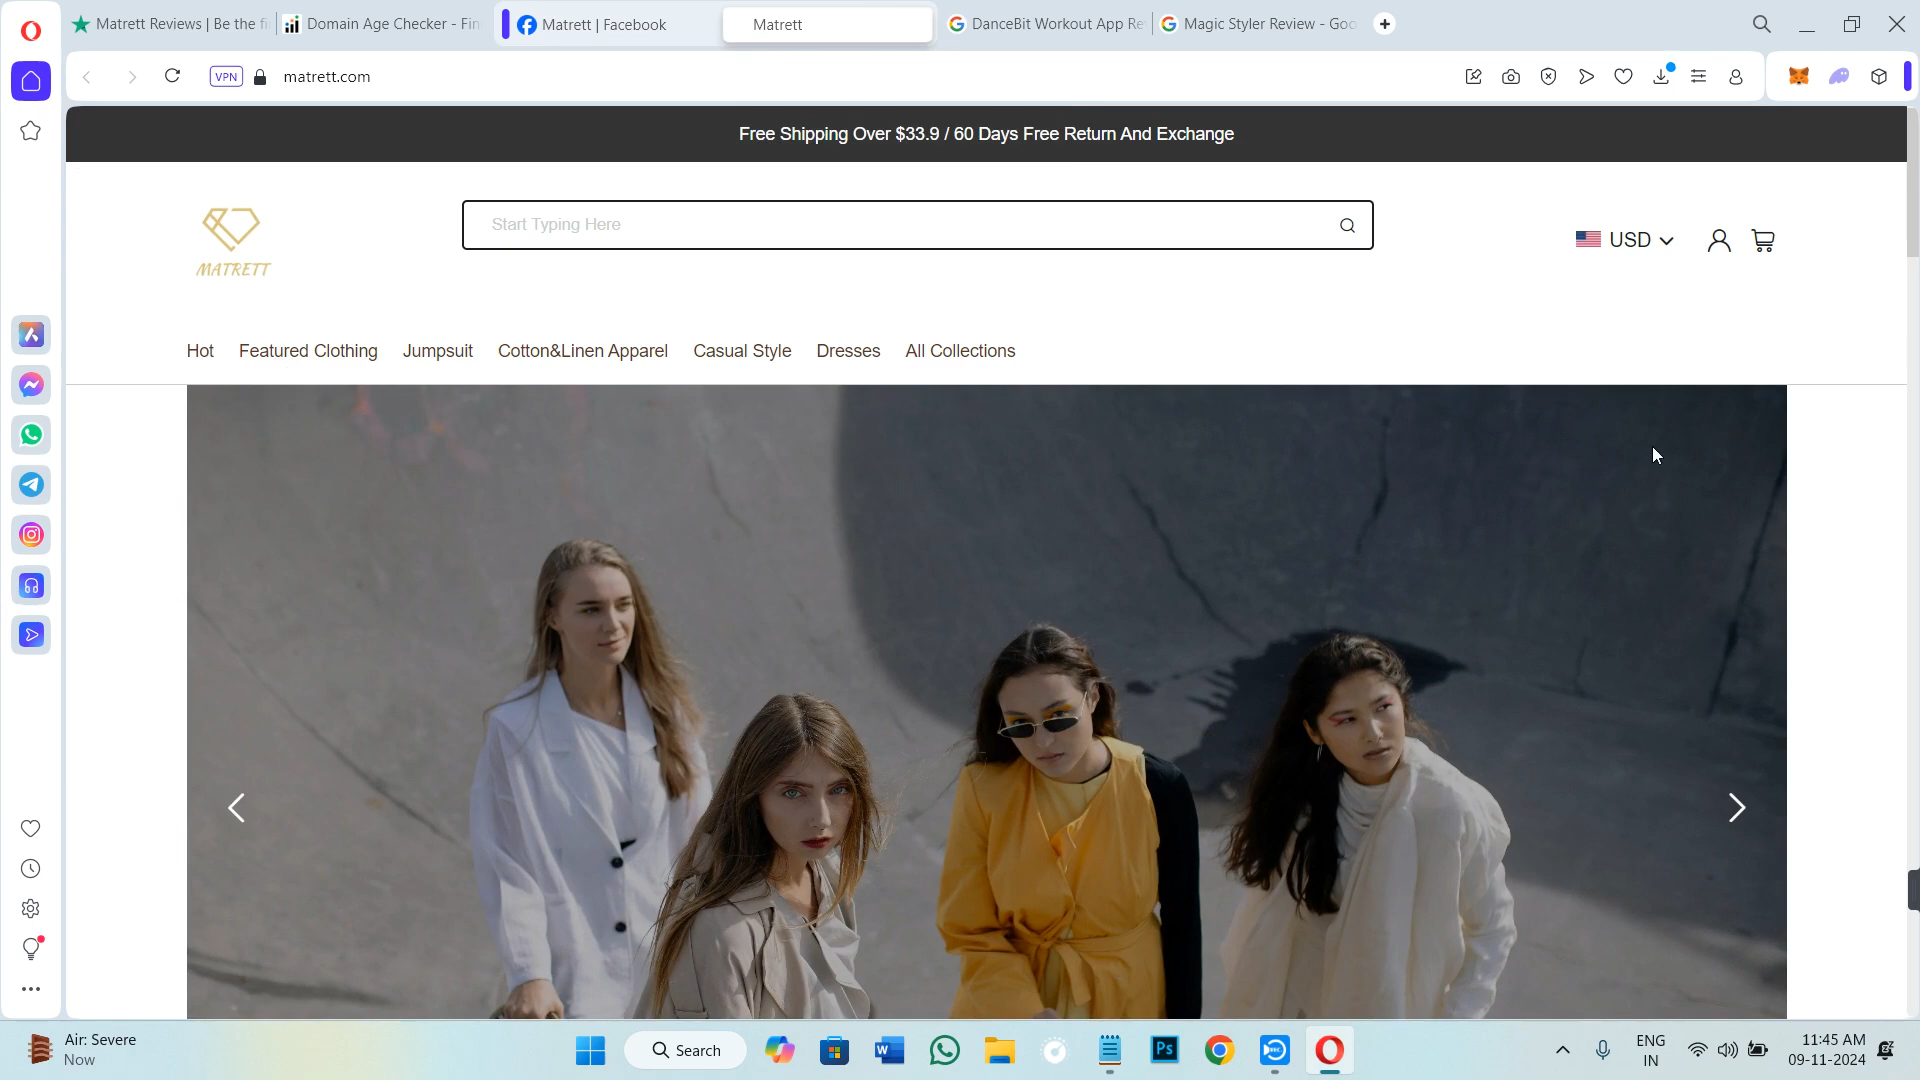 Matrett Reviews | Be the fi
Domain Age Checker - Fin
Matrett | Facebook
Matrett
DanceBit Workout App Re
Magic Styler Review - Goo
VPN
matrett.com
Free Shipping Over $33.9 / 60 Days Free Return And Exchange
MATRETT
Start Typing Here
USD
Hot
Featured Clothing
Jumpsuit
Cotton&Linen Apparel
Casual Style
Dresses
All Collections
Air: Severe
Now
Search
ENG
IN
11:45 AM
09-11-2024